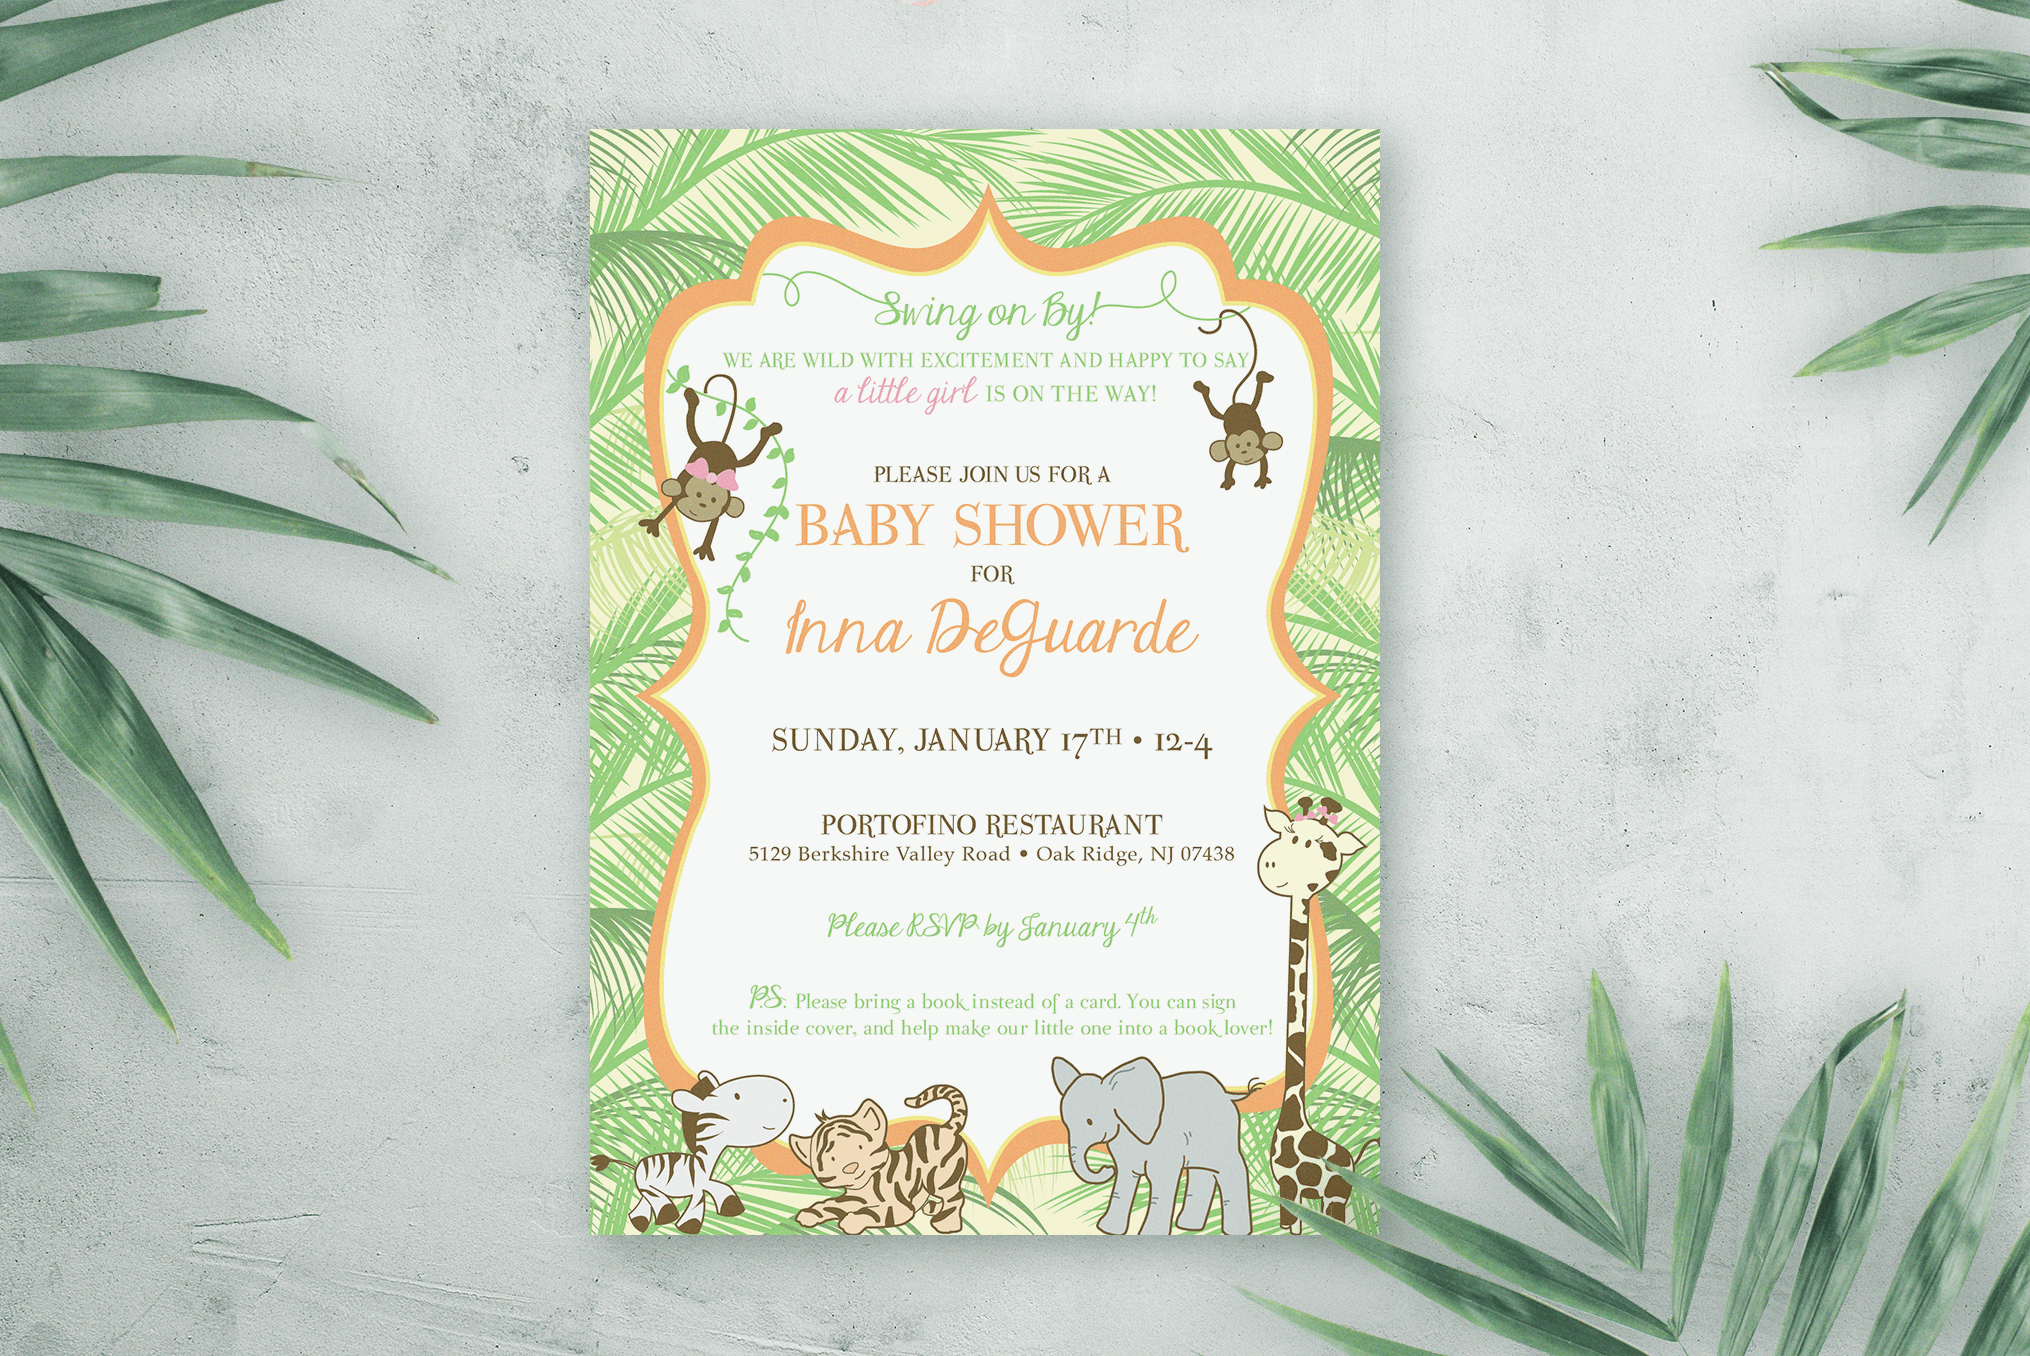 Swing on By!
WE ARE WILD WITH EXCITEMENT AND HAPPY TO SAY
a little girl IS ON THE WAY!
PLEASE JOIN US FOR A
BABY SHOWER
FOR
Inna DeGuarde
SUNDAY, JANUARY 17TH • 12-4
PORTOFINO RESTAURANT
5129 Berkshire Valley Road • Oak Ridge, NJ 07438
Please RSVP by January 4th
P.S. Please bring a book instead of a card. You can sign
the inside cover, and help make our little one into a book lover!